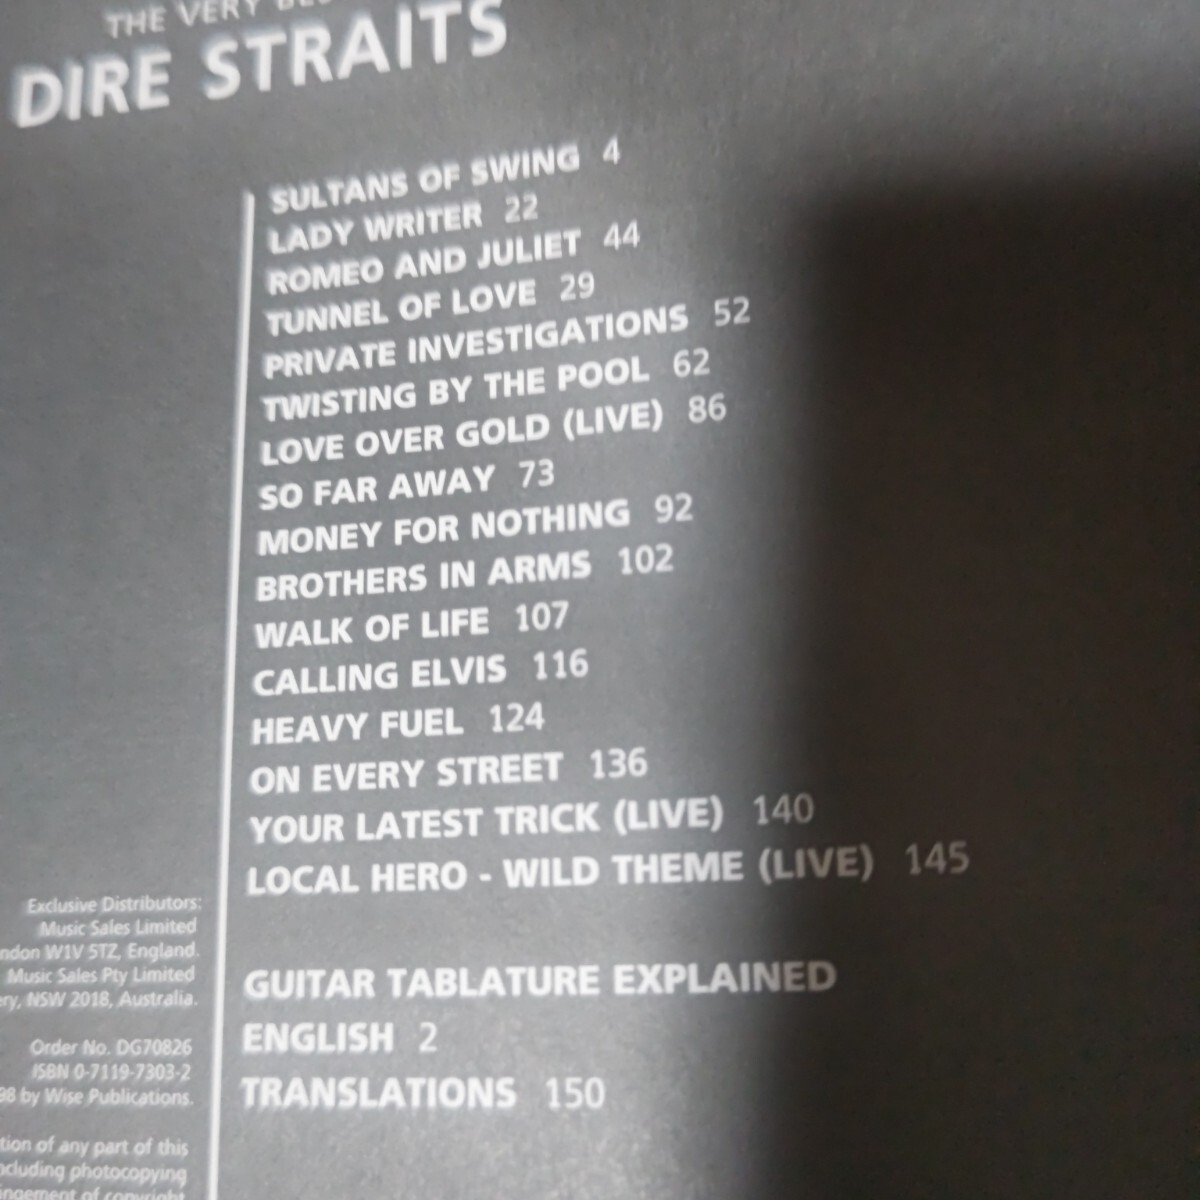 THE VERY
DIRE STRAITS
SULTANS OF SWING 4
LADY WRITER 22
ROMEO AND JULIET 44
TUNNEL OF LOVE 29
PRIVATE INVESTIGATIONS 52
TWISTING BY THE POOL 62
LOVE OVER GOLD (LIVE) 86
SO FAR AWAY 73
MONEY FOR NOTHING 92
BROTHERS IN ARMS 102
WALK OF LIFE 107
CALLING ELVIS 116
HEAVY FUEL 124
ON EVERY STREET 136
YOUR LATEST TRICK (LIVE) 140
LOCAL HERO - WILD THEME (LIVE) 145
GUITAR TABLATURE EXPLAINED
ENGLISH 2
TRANSLATIONS 150
Exclusive Distributors:
Music Sales Limited
W1V 5TZ, England.
Music Sales Pty Limited
NSW 2018, Australia.
Order No. DG70826
ISBN 0-7119-7303-2
98 by Wise Publications.
of any part of this
photocopying
of copyright